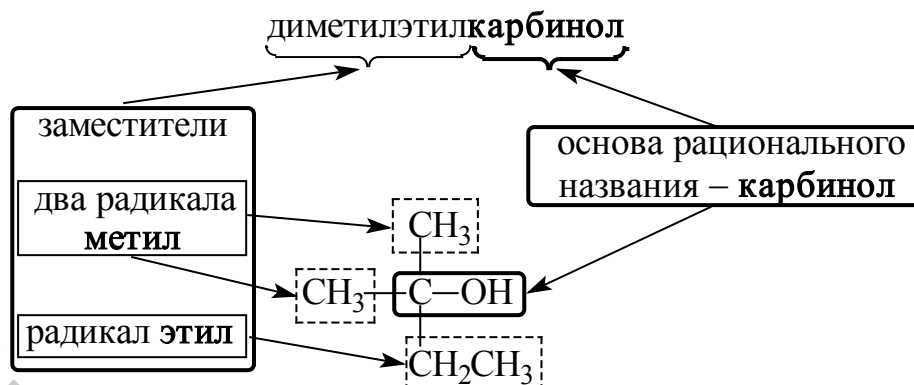 диметилэтилкарбинол
заместители
два радикала
метил
радикал этил
основа рационального
названия – карбинол
CH₃
CH₃—C—OH
CH₂CH₃